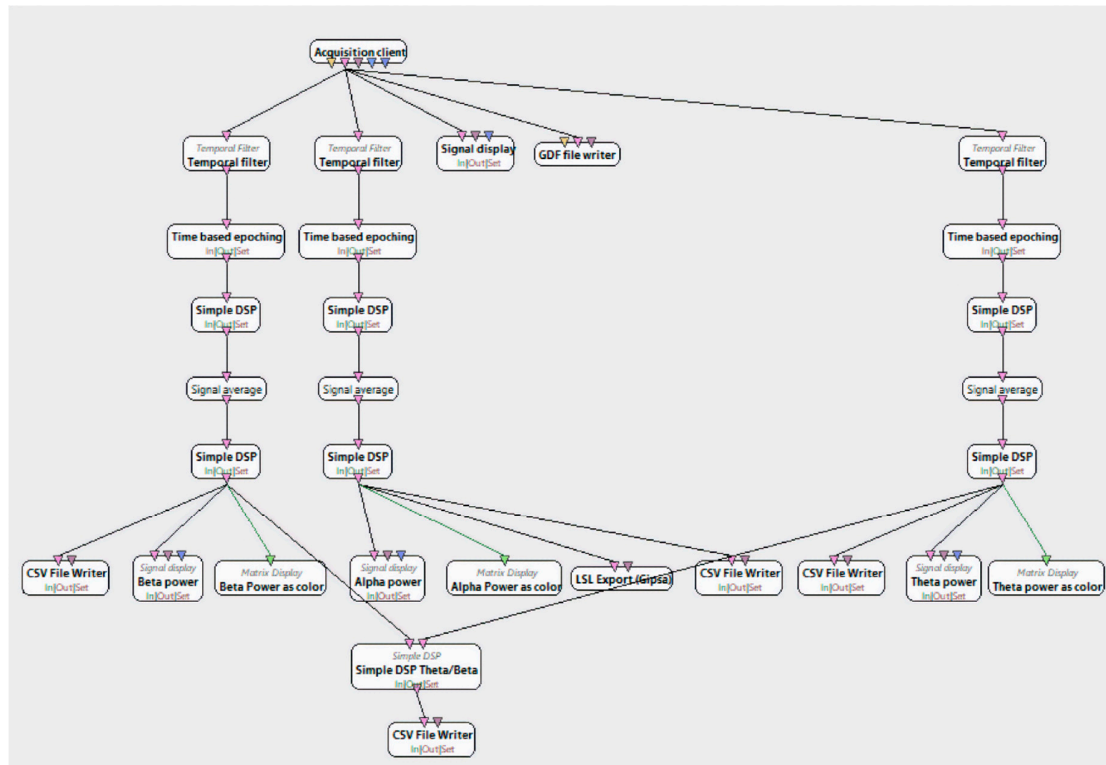 Acquisition client
Temporal Filter
Temporal filter
Temporal Filter
Temporal filter
Signal display
In|Out|Set
GDF file writer
Temporal Filter
Temporal filter
Time based epoching
In|Out|Set
Time based epoching
In|Out|Set
Time based epoching
In|Out|Set
Simple DSP
In|Out|Set
Simple DSP
In|Out|Set
Simple DSP
In|Out|Set
Signal average
Signal average
Signal average
Simple DSP
In|Out|Set
Simple DSP
In|Out|Set
Simple DSP
In|Out|Set
CSV File Writer
In|Out|Set
Signal display
Beta power
In|Out|Set
Matrix Display
Beta Power as color
Signal display
Alpha power
In|Out|Set
Matrix Display
Alpha Power as color
LSL Export (Gipsa)
CSV File Writer
In|Out|Set
CSV File Writer
In|Out|Set
Signal display
Theta power
In|Out|Set
Matrix Display
Theta power as color
Simple DSP
Simple DSP Theta/Beta
In|Out|Set
CSV File Writer
In|Out|Set